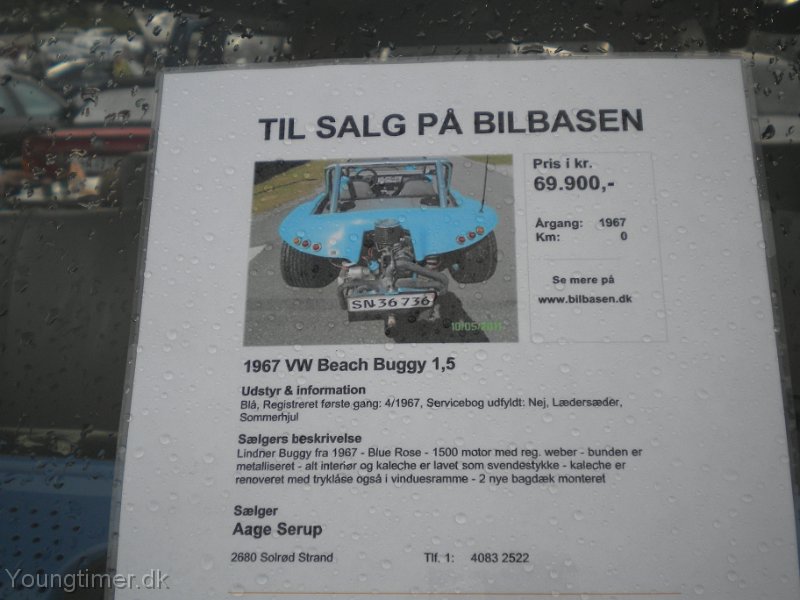 TIL SALG PÅ BILBASEN
Pris i kr.
69.900,-
Årgang: 1967
Km: 0
Se mere på
www.bilbasen.dk
SN 36 736
10/05/2011
1967 VW Beach Buggy 1,5
Udstyr & information
Blå, Registreret første gang: 4/1967, Servicebog udfyldt: Nej, Lædersæder,
Sommerhjul
Sælgers beskrivelse
Lindner Buggy fra 1967 - Blue Rose - 1500 motor med reg. weber - bunden er
metalliseret - alt interiør og kaleche er lavet som svendestykke - kaleche er
renoveret med tryklåse også i vinduesramme - 2 nye bagdæk monteret
Sælger
Aage Serup
2680 Solrød Strand Tlf. 1: 4083 2522
Youngtimer.dk